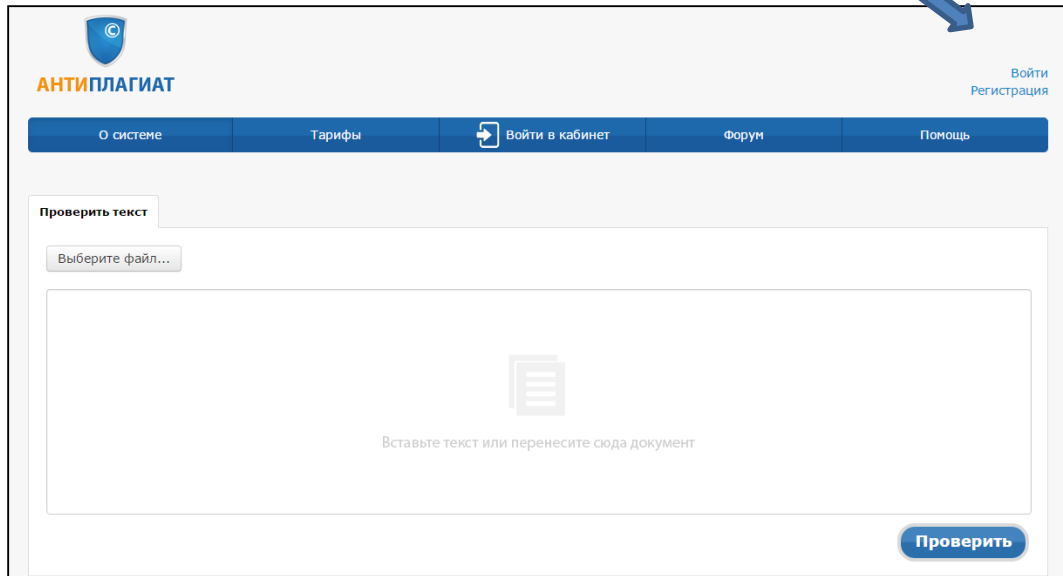 ©
АНТИПЛАГИАТ
Войти
Регистрация
О системе Тарифы Войти в кабинет Форум Помощь
Проверить текст
Выберите файл...
Вставьте текст или перенесите сюда документ
Проверить